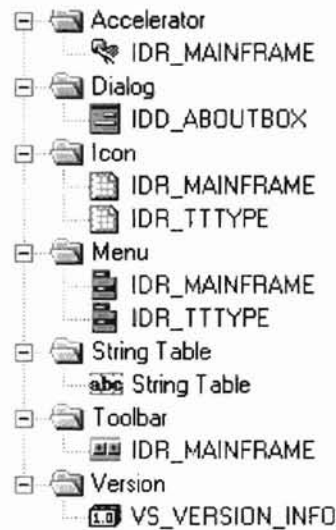 Accelerator
IDR_MAINFRAME
Dialog
IDD_ABOUTBOX
Icon
IDR_MAINFRAME
IDR_TTTYPE
Menu
IDR_MAINFRAME
IDR_TTTYPE
String Table
abc String Table
Toolbar
IDR_MAINFRAME
Version
1.0 VS_VERSION_INFO